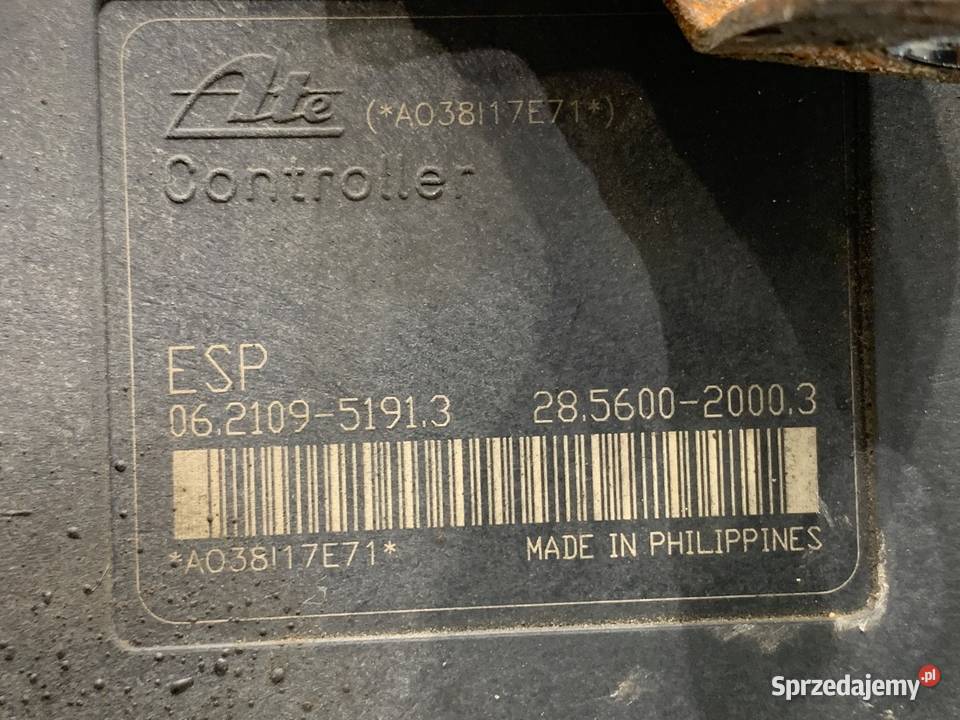 Ate (*A038I17E71*)
Controller
ESP
06.2109-5191.3 28.5600-2000.3
*A038I17E71* MADE IN PHILIPPINES
Sprzedajemy.pl